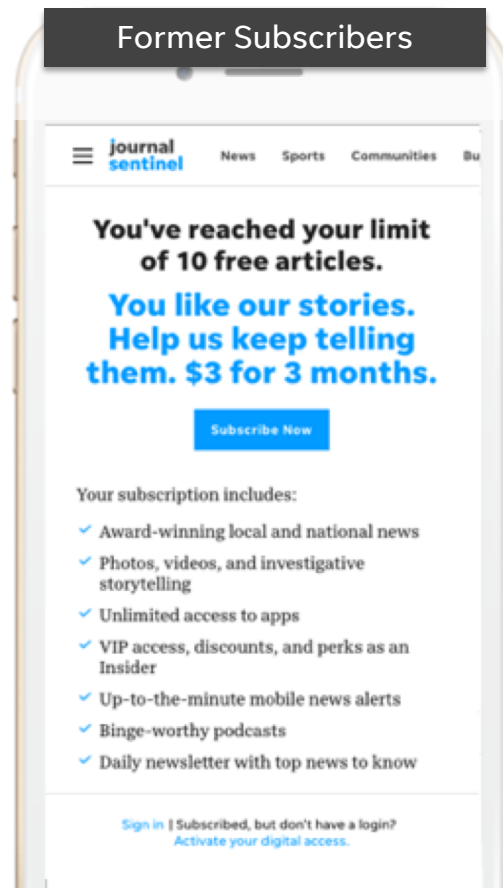 Former Subscribers
journal
sentinel
News Sports Communities Bu
You've reached your limit
of 10 free articles.
You like our stories.
Help us keep telling
them. $3 for 3 months.
Subscribe Now
Your subscription includes:
Award-winning local and national news
Photos, videos, and investigative
storytelling
Unlimited access to apps
VIP access, discounts, and perks as an
Insider
Up-to-the-minute mobile news alerts
Binge-worthy podcasts
Daily newsletter with top news to know
Sign in | Subscribed, but don't have a login?
Activate your digital access.